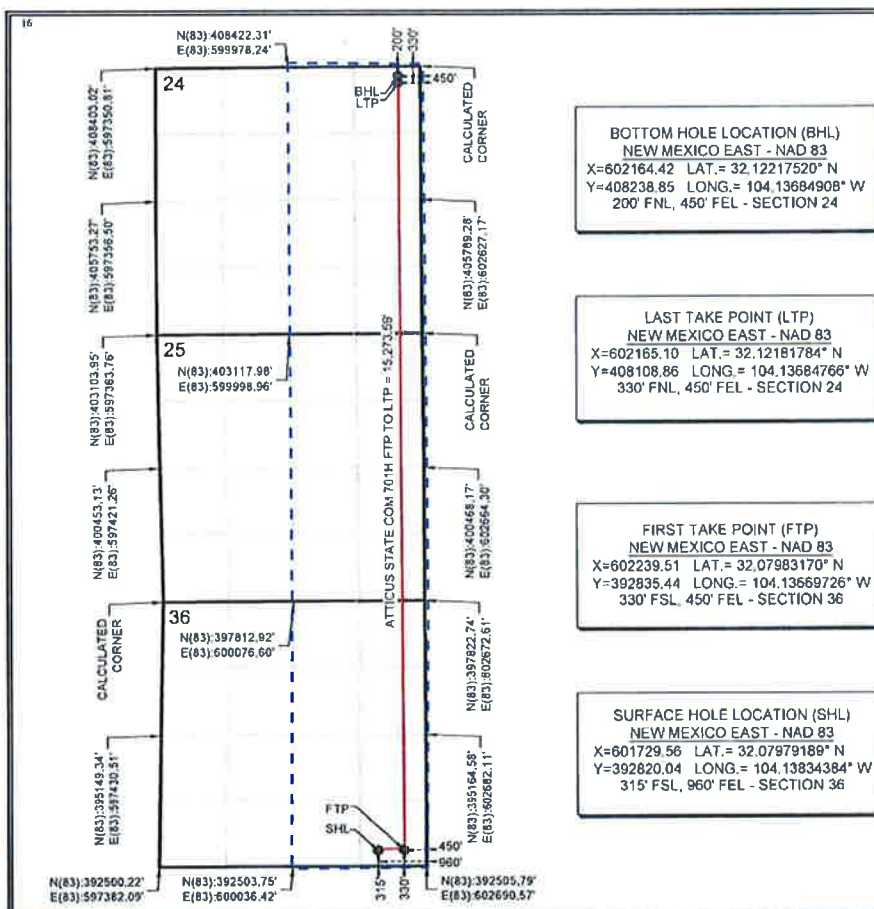 16
N(83):408422.31'
E(83):599978.24'
200'
330'
450'
24
BHL
LTP
CALCULATED
CORNER
N(83):408403.02'
E(83):597350.81'
N(83):405753.27'
E(83):597356.50'
N(83):405789.28'
E(83):602627.17'
N(83):403103.95'
E(83):597363.76'
25
N(83):403117.98'
E(83):599998.96'
CALCULATED
CORNER
ATTICUS STATE COM 701H FTP TO LTP = 15,273.59'
N(83):400453.13'
E(83):597421.26'
N(83):400468.17'
E(83):602664.30'
CALCULATED
CORNER
36
N(83):397812.92'
E(83):600076.60'
N(83):397822.74'
E(83):602672.61'
N(83):395149.34'
E(83):597430.51'
N(83):395164.58'
E(83):602682.11'
FTP
SHL
450'
960'
315'
330'
N(83):392500.22'
E(83):597382.09'
N(83):392503.75'
E(83):600036.42'
N(83):392505.79'
E(83):602690.57'
BOTTOM HOLE LOCATION (BHL)
NEW MEXICO EAST - NAD 83
X=602164.42 LAT.= 32.12217520° N
Y=408238.85 LONG.= 104.13684908° W
200' FNL, 450' FEL - SECTION 24
LAST TAKE POINT (LTP)
NEW MEXICO EAST - NAD 83
X=602165.10 LAT.= 32.12181784° N
Y=408108.86 LONG.= 104.13684766° W
330' FNL, 450' FEL - SECTION 24
FIRST TAKE POINT (FTP)
NEW MEXICO EAST - NAD 83
X=602239.51 LAT.= 32.07983170° N
Y=392835.44 LONG.= 104.13669726° W
330' FSL, 450' FEL - SECTION 36
SURFACE HOLE LOCATION (SHL)
NEW MEXICO EAST - NAD 83
X=601729.56 LAT.= 32.07979189° N
Y=392820.04 LONG.= 104.13834384° W
315' FSL, 960' FEL - SECTION 36